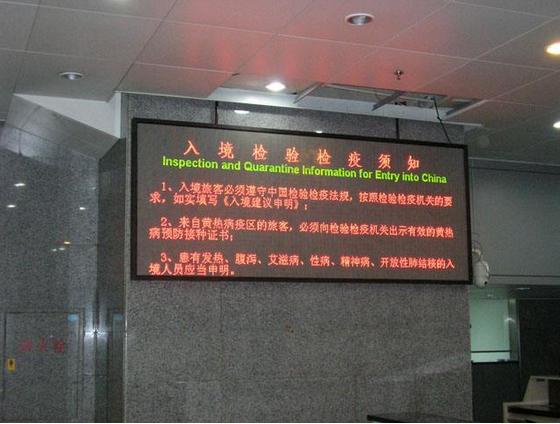 入境检验检疫须知
Inspection and Quarantine Information for Entry into China
1、入境旅客必须遵守中国检验检疫法规，按照检验检疫机关的要
求，如实填写《入境建议申明》；
2、来自黄热病疫区的旅客，必须向检验检疫机关出示有效的黄热
病预防接种证书；
3、患有发热、腹泻、艾滋病、性病、精神病、开放性肺结核的入
境人员应当申明。
消火栓